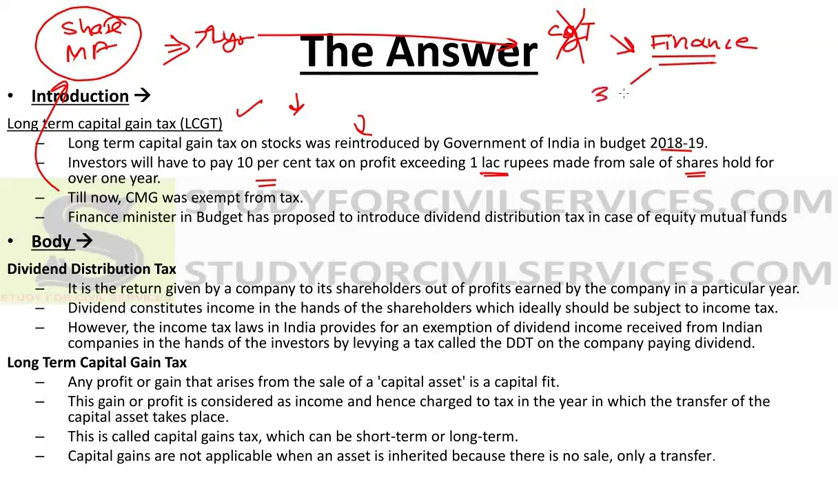 Share
MF
CGT
Finance
3
The Answer
• Introduction →
Long term capital gain tax (LCGT)
– Long term capital gain tax on stocks was reintroduced by Government of India in budget 2018-19.
– Investors will have to pay 10 per cent tax on profit exceeding 1 lac rupees made from sale of shares hold for
over one year.
– Till now, CMG was exempt from tax.
– Finance minister in Budget has proposed to introduce dividend distribution tax in case of equity mutual funds
• Body →
Dividend Distribution Tax
– It is the return given by a company to its shareholders out of profits earned by the company in a particular year.
– Dividend constitutes income in the hands of the shareholders which ideally should be subject to income tax.
– However, the income tax laws in India provides for an exemption of dividend income received from Indian
companies in the hands of the investors by levying a tax called the DDT on the company paying dividend.
Long Term Capital Gain Tax
– Any profit or gain that arises from the sale of a 'capital asset' is a capital fit.
– This gain or profit is considered as income and hence charged to tax in the year in which the transfer of the
capital asset takes place.
– This is called capital gains tax, which can be short-term or long-term.
– Capital gains are not applicable when an asset is inherited because there is no sale, only a transfer.
STUDYFORCIVILSERVICES.COM
STUDYFORCIVILSERVICES.COM
STUDY FOR CIVIL SERVICES